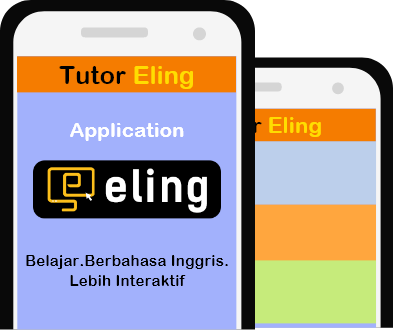 Tutor Eling
Application
eling
Belajar.Berbahasa Inggris.
Lebih Interaktif
r Eling